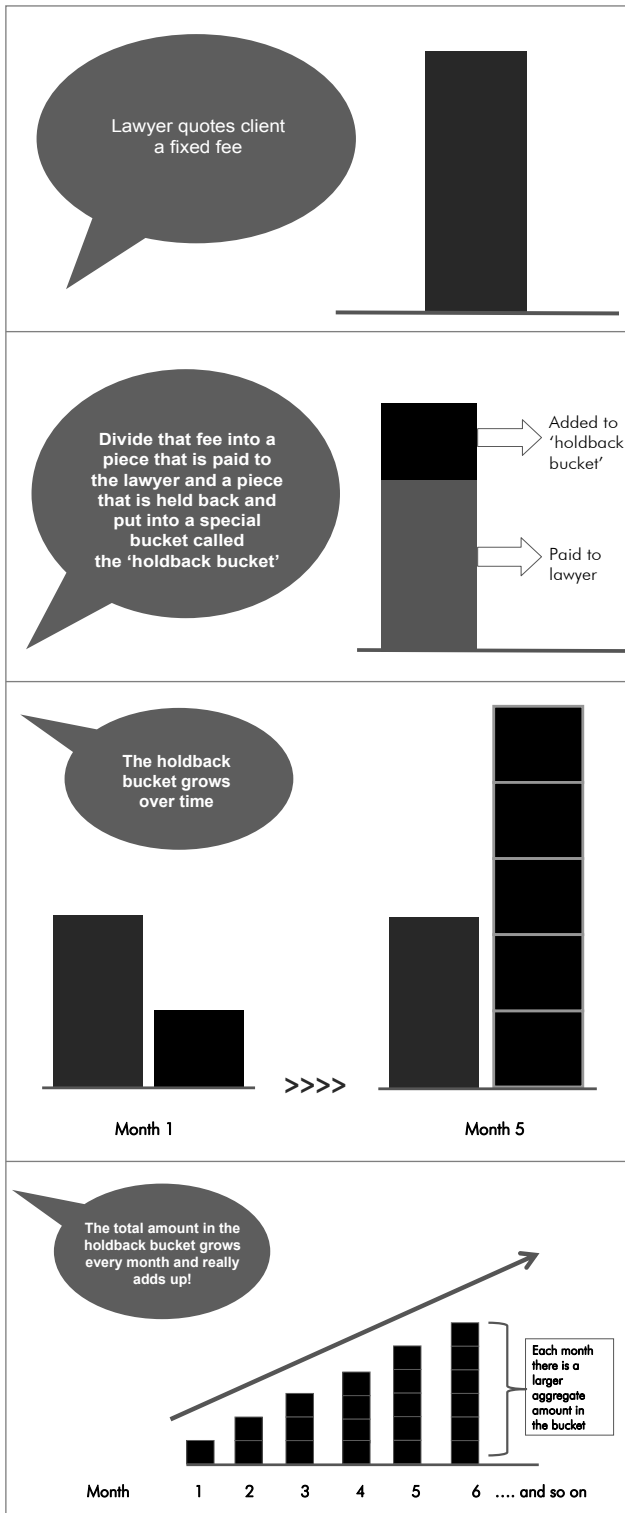 Lawyer quotes client
a fixed fee
Divide that fee into a
piece that is paid to
the lawyer and a piece
that is held back and
put into a special
bucket called
the ‘holdback bucket’
Added to
‘holdback
bucket’
Paid to
lawyer
The holdback
bucket grows
over time
>>>>
Month 1
Month 5
The total amount in the
holdback bucket grows
every month and really
adds up!
Each month
there is a
larger
aggregate
amount in
the bucket
Month 1 2 3 4 5 6 .... and so on